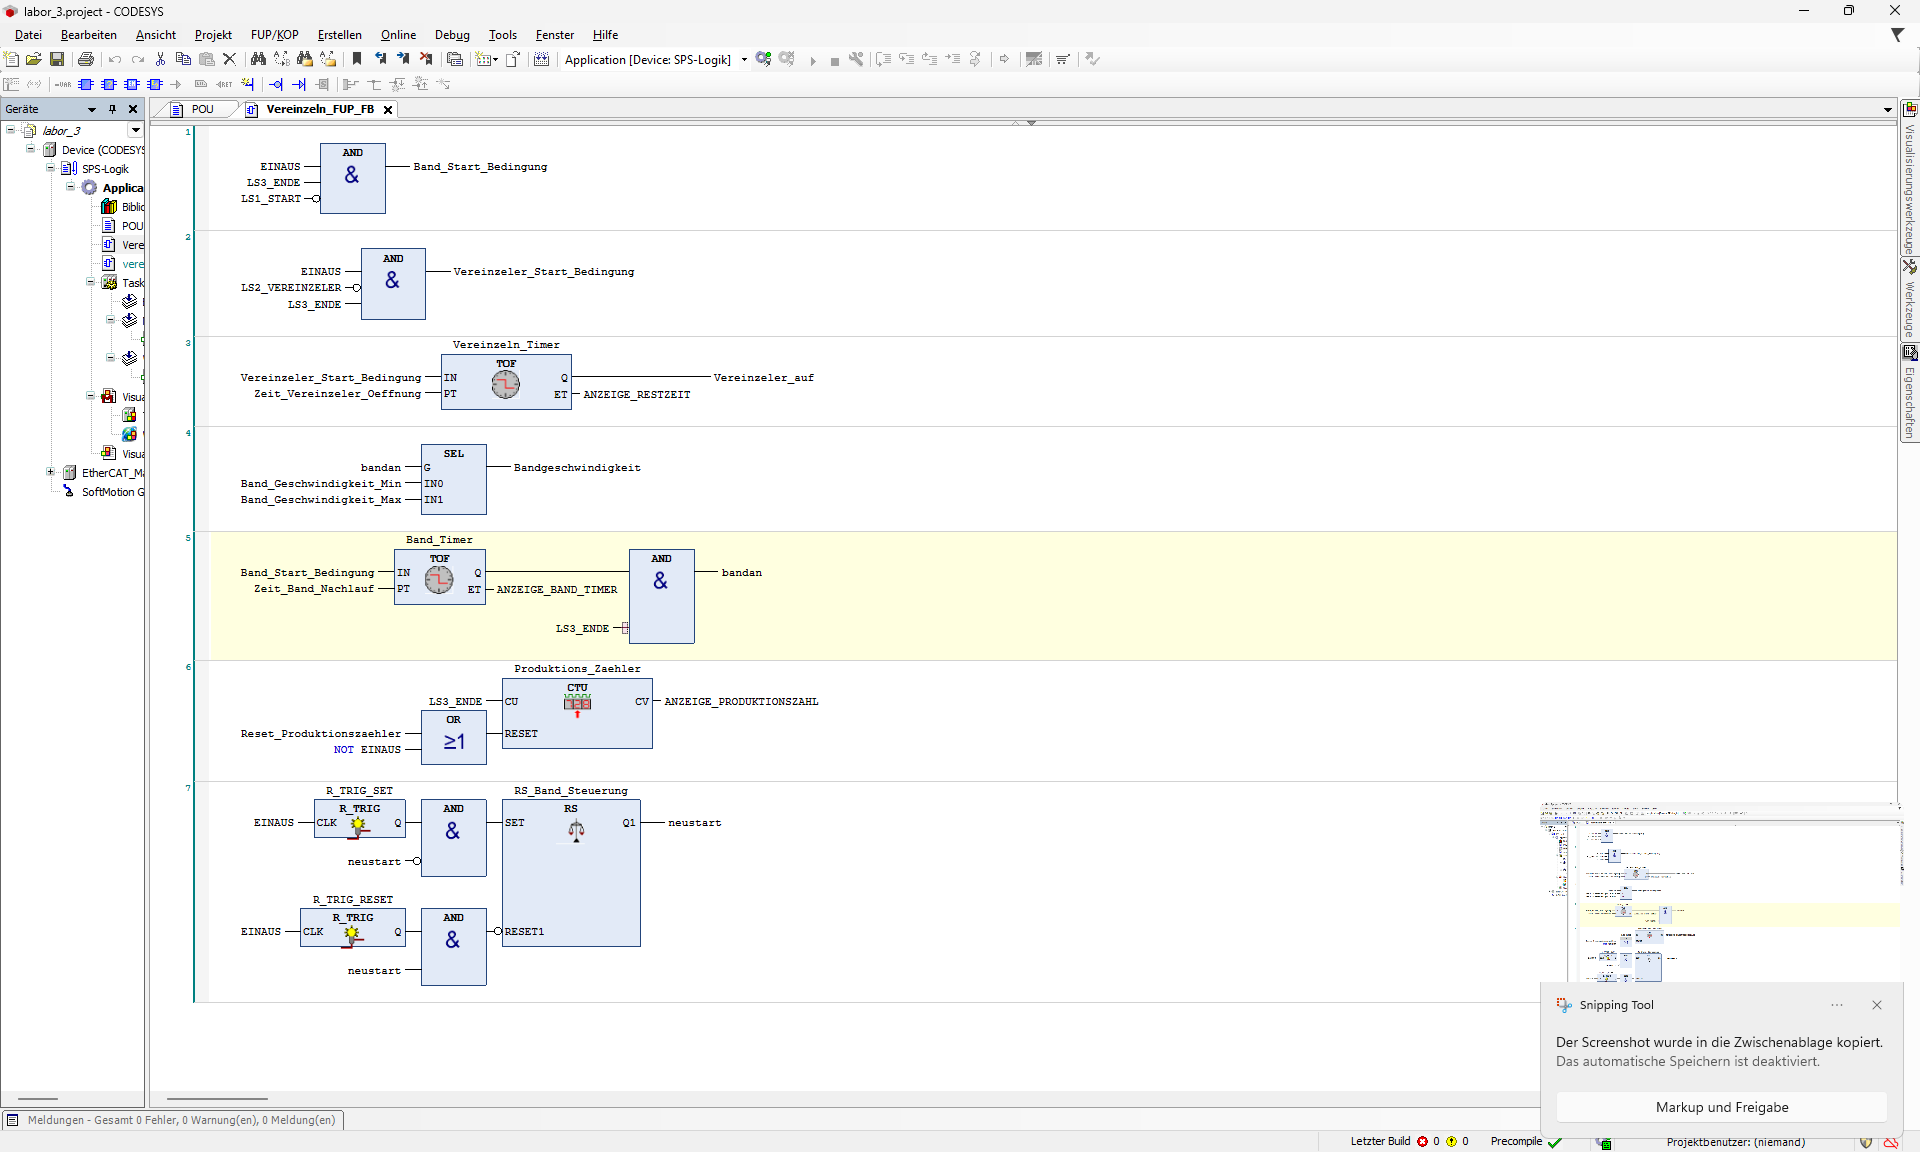 labor_3.project - CODESYS
Datei Bearbeiten Ansicht Projekt FUP/KOP Erstellen Online Debug Tools Fenster Hilfe
Application [Device: SPS-Logik]
Geräte
POU Vereinzeln_FUP_FB
labor_3
Device (CODESYS
SPS-Logik
Applica
Biblic
POU
Vere
vere
Task
Visua
Visua
EtherCAT_Ma
SoftMotion G
1
AND
&
EINAUS
LS3_ENDE
LS1_START
Band_Start_Bedingung
2
AND
&
EINAUS
LS2_VEREINZELER
LS3_ENDE
Vereinzeler_Start_Bedingung
3
Vereinzeln_Timer
TOF
Vereinzeler_Start_Bedingung IN Q Vereinzeler_auf
Zeit_Vereinzeler_Oeffnung PT ET ANZEIGE_RESTZEIT
4
SEL
bandan G Bandgeschwindigkeit
Band_Geschwindigkeit_Min IN0
Band_Geschwindigkeit_Max IN1
5
Band_Timer
TOF AND
&
Band_Start_Bedingung IN Q bandan
Zeit_Band_Nachlauf PT ET ANZEIGE_BAND_TIMER
LS3_ENDE
6
Produktions_Zaehler
CTU
LS3_ENDE CU CV ANZEIGE_PRODUKTIONSZAHL
OR
≥1
Reset_Produktionszaehler RESET
NOT EINAUS
7
R_TRIG_SET RS_Band_Steuerung
R_TRIG AND RS
EINAUS CLK Q & SET Q1 neustart
neustart
R_TRIG_RESET
R_TRIG AND
EINAUS CLK Q & RESET1
neustart
Visualisierungswerkzeuge
Werkzeuge
Eigenschaften
Snipping Tool
Der Screenshot wurde in die Zwischenablage kopiert.
Das automatische Speichern ist deaktiviert.
Markup und Freigabe
Meldungen - Gesamt 0 Fehler, 0 Warnung(en), 0 Meldung(en)
Letzter Build 0 0 Precompile Projektbenutzer: (niemand)